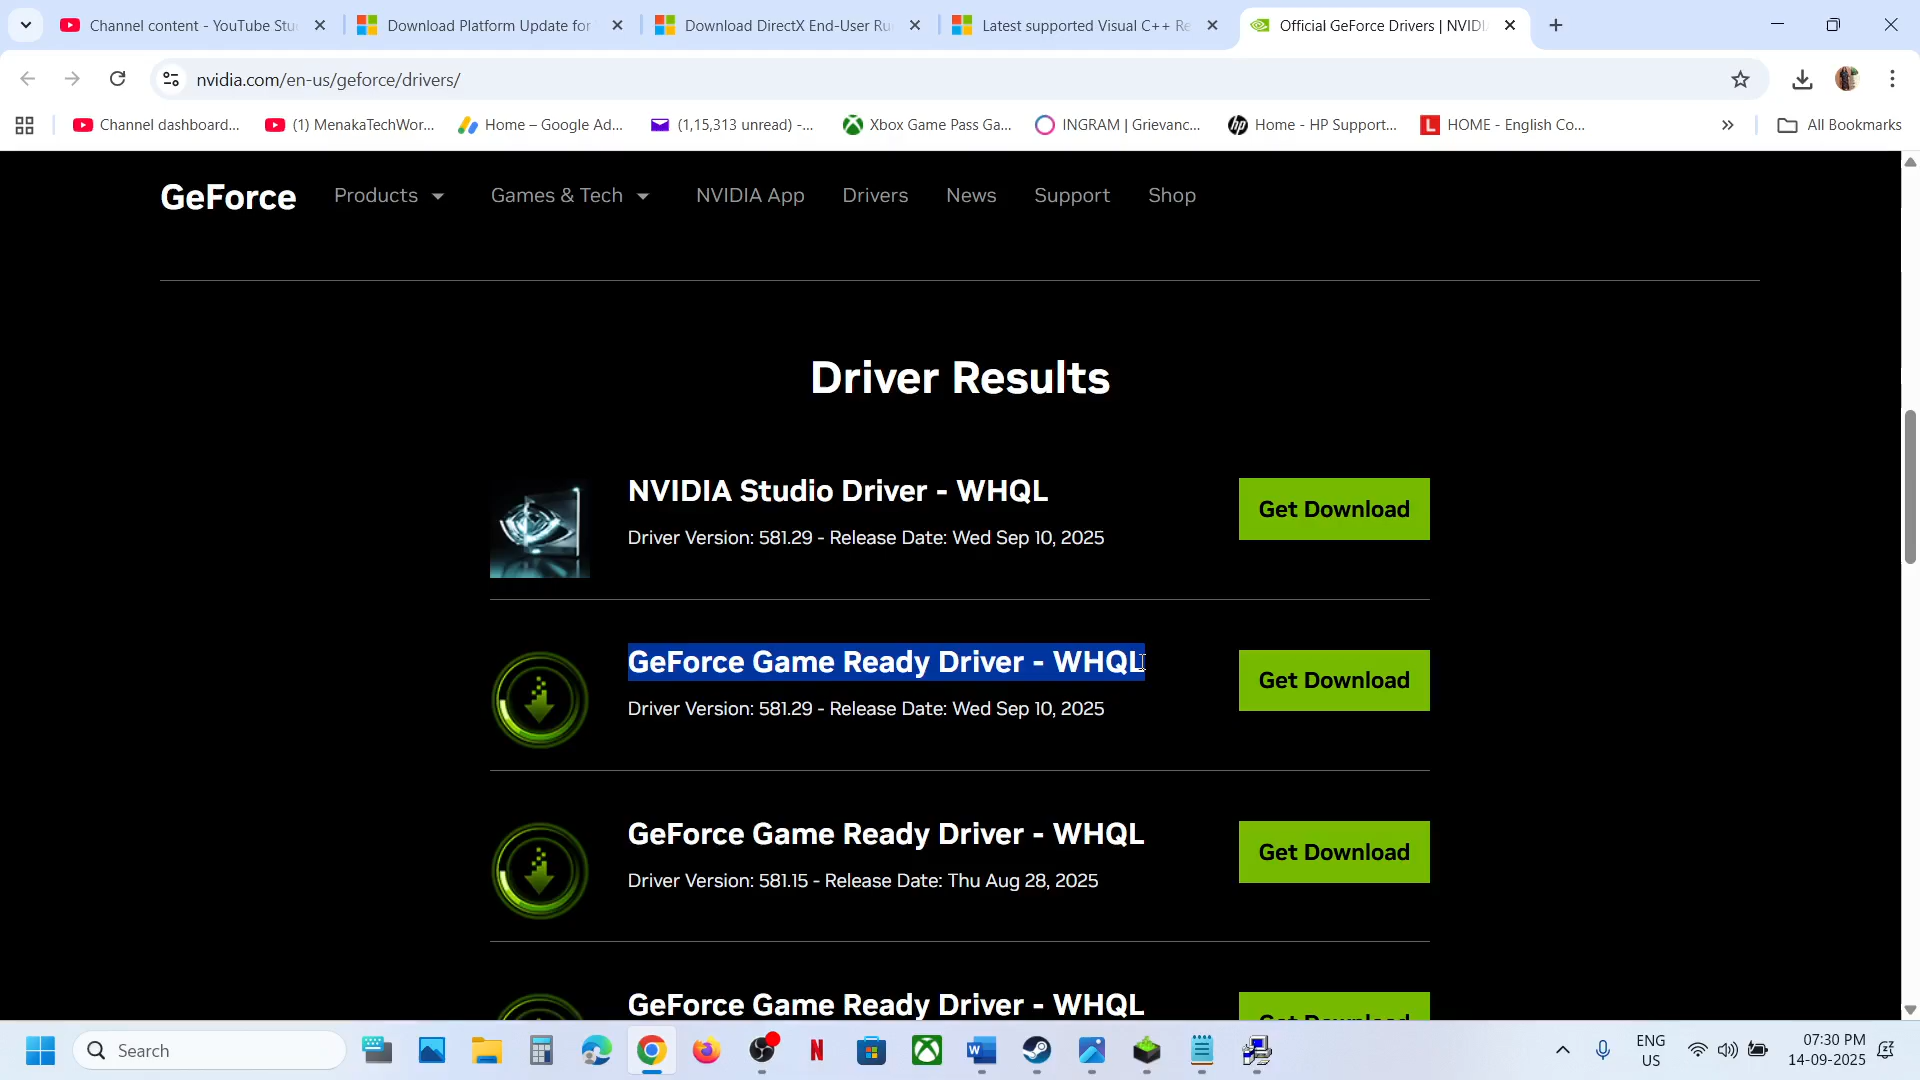 Channel content - YouTube Stu
Download Platform Update for
Download DirectX End-User Ru
Latest supported Visual C++ Re
Official GeForce Drivers | NVIDI
nvidia.com/en-us/geforce/drivers/
Channel dashboard...
(1) MenakaTechWor...
Home – Google Ad...
(1,15,313 unread) -...
Xbox Game Pass Ga...
INGRAM | Grievanc...
Home - HP Support...
HOME - English Co...
All Bookmarks
GeForce
Products
Games & Tech
NVIDIA App
Drivers
News
Support
Shop
Driver Results
NVIDIA Studio Driver - WHQL
Driver Version: 581.29 - Release Date: Wed Sep 10, 2025
Get Download
GeForce Game Ready Driver - WHQL
Driver Version: 581.29 - Release Date: Wed Sep 10, 2025
Get Download
GeForce Game Ready Driver - WHQL
Driver Version: 581.15 - Release Date: Thu Aug 28, 2025
Get Download
GeForce Game Ready Driver - WHQL
Get Download
Search
ENG
US
07:30 PM
14-09-2025